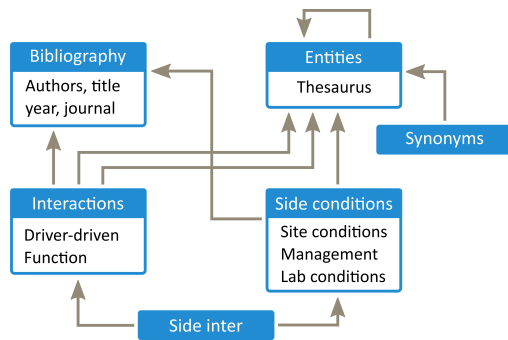 Bibliography
Authors, title
year, journal
Entities
Thesaurus
Synonyms
Interactions
Driver-driven
Function
Side conditions
Site conditions
Management
Lab conditions
Side inter